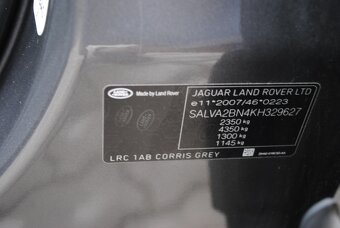 LAND ROVER Made by Land Rover
JAGUAR LAND ROVER LTD
e11*2007/46*0223
SALVA2BN4KH329627
2350 kg
4350 kg
1300 kg
1145 kg
LRC 1AB CORRIS GREY